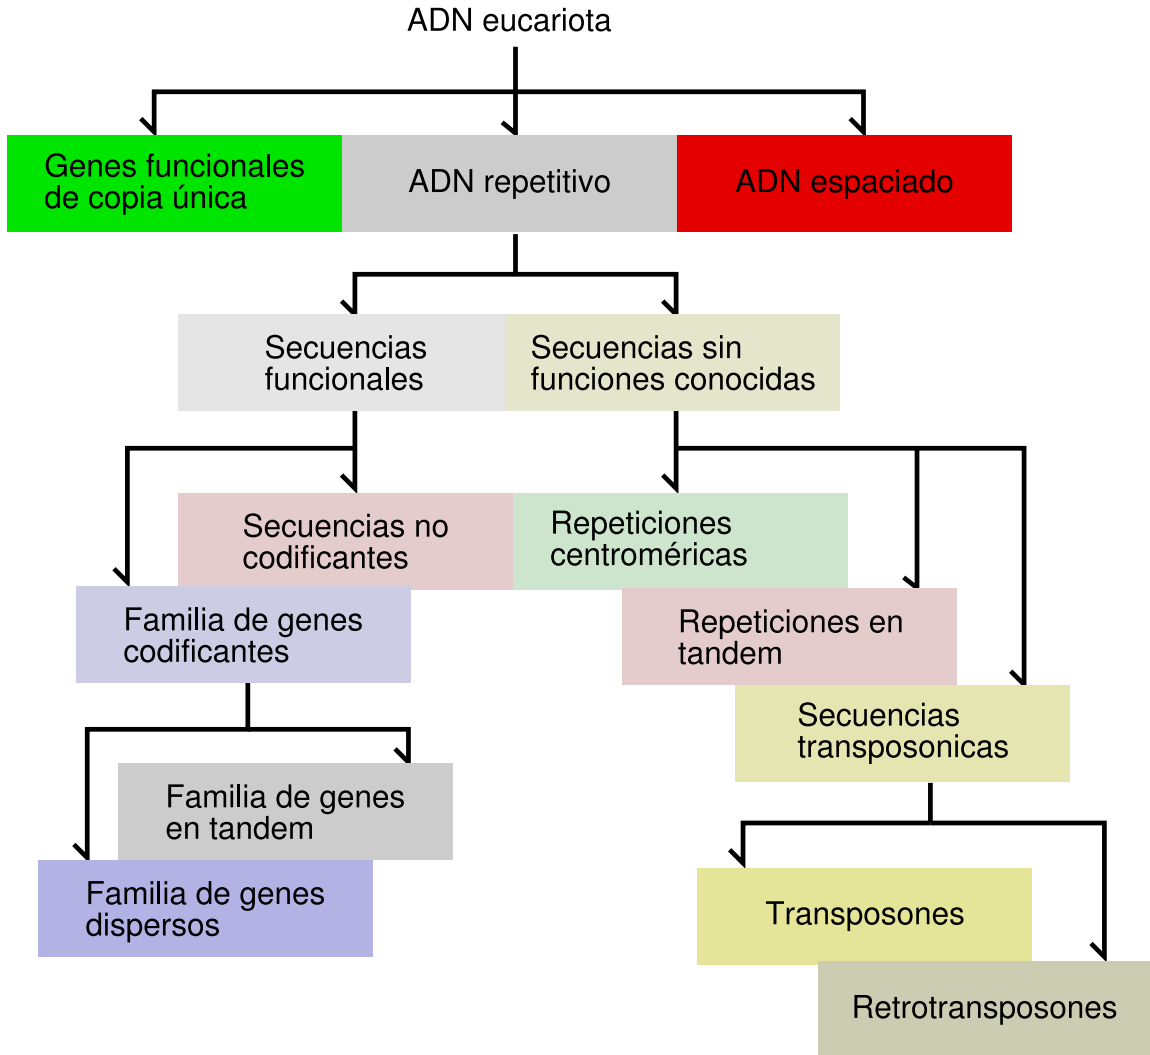 ADN eucariota
Genes funcionales
de copia única
ADN repetitivo
ADN espaciado
Secuencias
funcionales
Secuencias sin
funciones conocidas
Secuencias no
codificantes
Repeticiones
centroméricas
Familia de genes
codificantes
Repeticiones en
tandem
Secuencias
transposonicas
Familia de genes
en tandem
Familia de genes
dispersos
Transposones
Retrotransposones